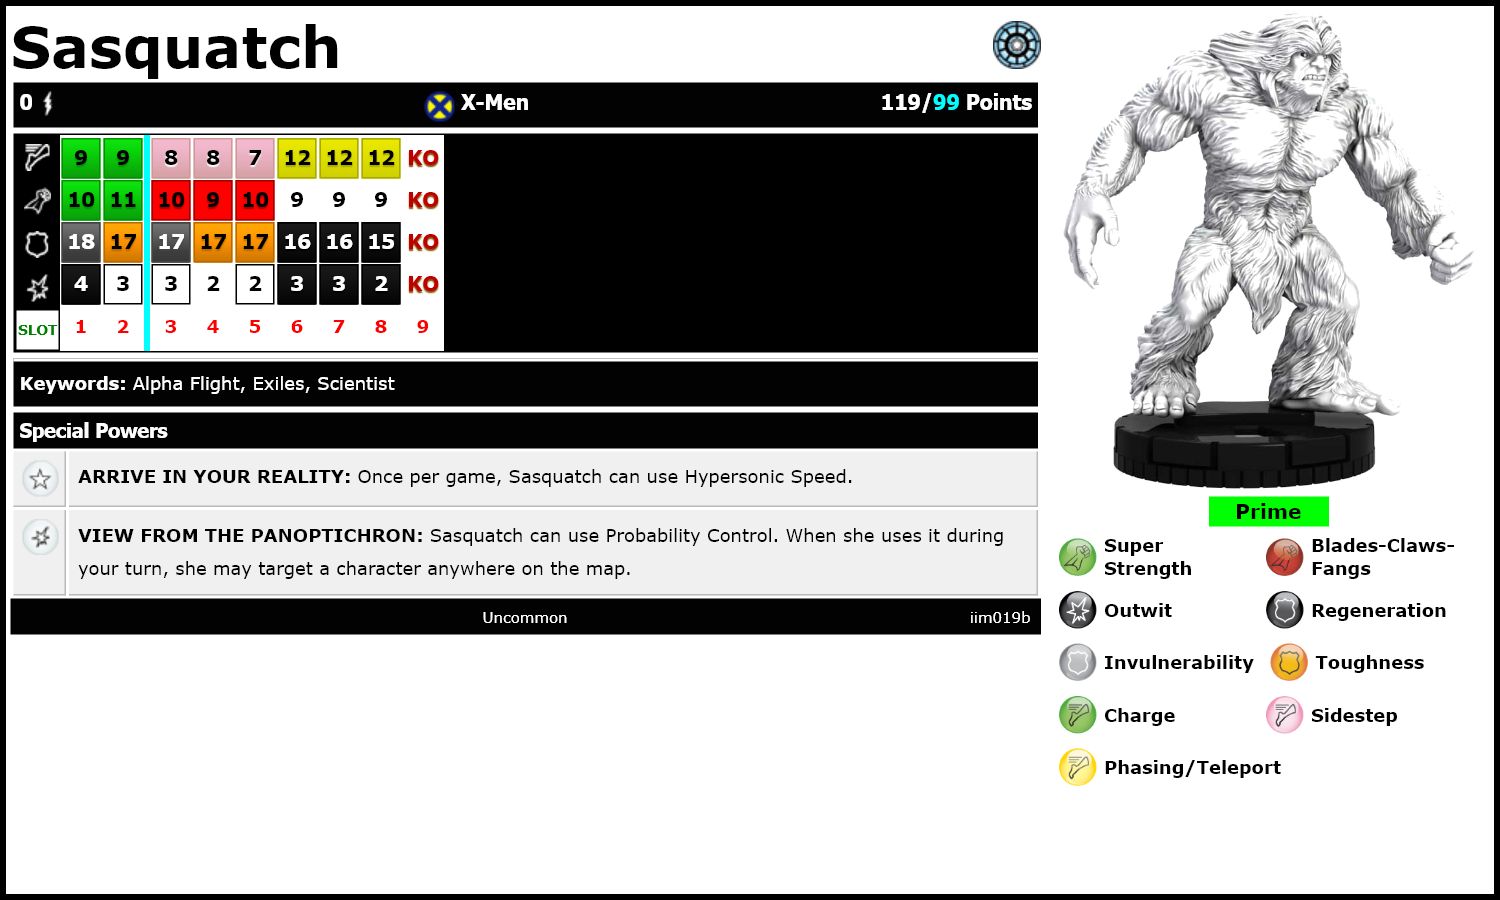 Sasquatch
0 X-Men 119/99 Points
9 9 8 8 7 12 12 12 KO
10 11 10 9 10 9 9 9 KO
18 17 17 17 17 16 16 15 KO
4 3 3 2 2 3 3 2 KO
SLOT 1 2 3 4 5 6 7 8 9
Keywords: Alpha Flight, Exiles, Scientist
Special Powers
ARRIVE IN YOUR REALITY: Once per game, Sasquatch can use Hypersonic Speed.
VIEW FROM THE PANOPTICHRON: Sasquatch can use Probability Control. When she uses it during
your turn, she may target a character anywhere on the map.
Uncommon iim019b
Prime
Super
Strength
Blades-Claws-
Fangs
Outwit
Regeneration
Invulnerability
Toughness
Charge
Sidestep
Phasing/Teleport